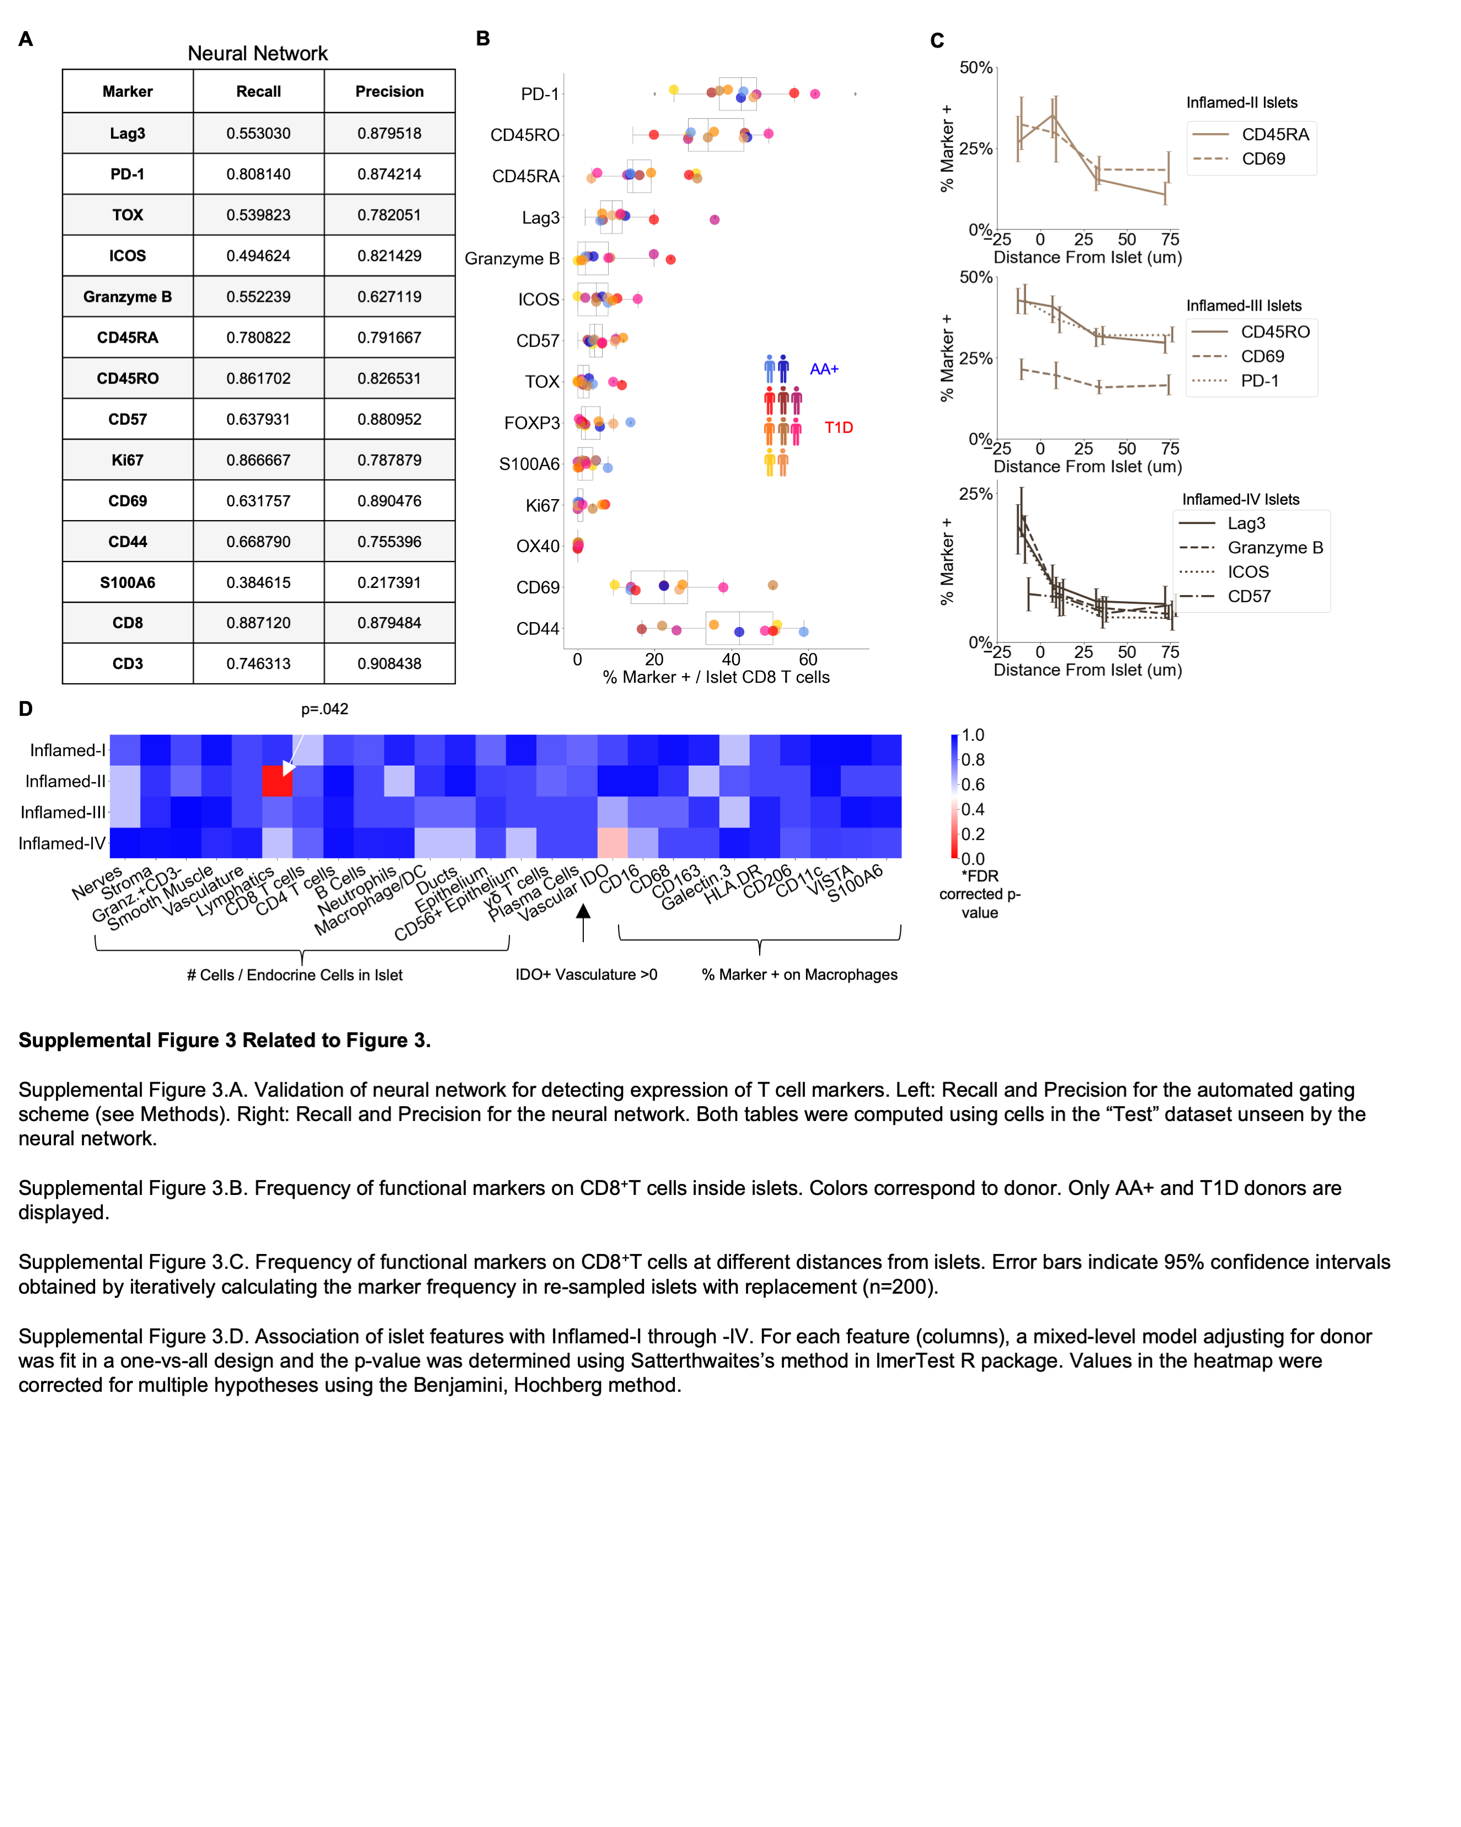 A
Neural Network
Marker Recall Precision
Lag3 0.553030 0.879518
PD-1 0.808140 0.874214
TOX 0.539823 0.782051
ICOS 0.494624 0.821429
Granzyme B 0.552239 0.627119
CD45RA 0.780822 0.791667
CD45RO 0.861702 0.826531
CD57 0.637931 0.880952
Ki67 0.866667 0.787879
CD69 0.631757 0.890476
CD44 0.668790 0.755396
S100A6 0.384615 0.217391
CD8 0.887120 0.879484
CD3 0.746313 0.908438
B
PD-1
CD45RO
CD45RA
Lag3
Granzyme B
ICOS
CD57
TOX
FOXP3
S100A6
Ki67
OX40
CD69
CD44
AA+
T1D
0 20 40 60
% Marker + / Islet CD8 T cells
C
50%
25%
0%
% Marker +
−25 0 25 50 75
Distance From Islet (um)
Inflamed-II Islets
CD45RA
CD69
50%
25%
0%
% Marker +
−25 0 25 50 75
Distance From Islet (um)
Inflamed-III Islets
CD45RO
CD69
PD-1
25%
0%
% Marker +
−25 0 25 50 75
Distance From Islet (um)
Inflamed-IV Islets
Lag3
Granzyme B
ICOS
CD57
D
p=.042
Inflamed-I
Inflamed-II
Inflamed-III
Inflamed-IV
Nerves
Stroma
Granz.+CD3-
Smooth Muscle
Vasculature
Lymphatics
CD8 T cells
CD4 T cells
B Cells
Neutrophils
Macrophage/DC
Ducts
Epithelium
CD56+ Epithelium
γδ T cells
Plasma Cells
Vascular IDO
CD16
CD68
CD163
Galectin.3
HLA.DR
CD206
CD11c
VISTA
S100A6
# Cells / Endocrine Cells in Islet
IDO+ Vasculature >0
% Marker + on Macrophages
1.0
0.8
0.6
0.4
0.2
0.0
*FDR
corrected p-
value
Supplemental Figure 3 Related to Figure 3.
Supplemental Figure 3.A. Validation of neural network for detecting expression of T cell markers. Left: Recall and Precision for the automated gating
scheme (see Methods). Right: Recall and Precision for the neural network. Both tables were computed using cells in the “Test” dataset unseen by the
neural network.
Supplemental Figure 3.B. Frequency of functional markers on CD8⁺T cells inside islets. Colors correspond to donor. Only AA+ and T1D donors are
displayed.
Supplemental Figure 3.C. Frequency of functional markers on CD8⁺T cells at different distances from islets. Error bars indicate 95% confidence intervals
obtained by iteratively calculating the marker frequency in re-sampled islets with replacement (n=200).
Supplemental Figure 3.D. Association of islet features with Inflamed-I through -IV. For each feature (columns), a mixed-level model adjusting for donor
was fit in a one-vs-all design and the p-value was determined using Satterthwaites’s method in lmerTest R package. Values in the heatmap were
corrected for multiple hypotheses using the Benjamini, Hochberg method.